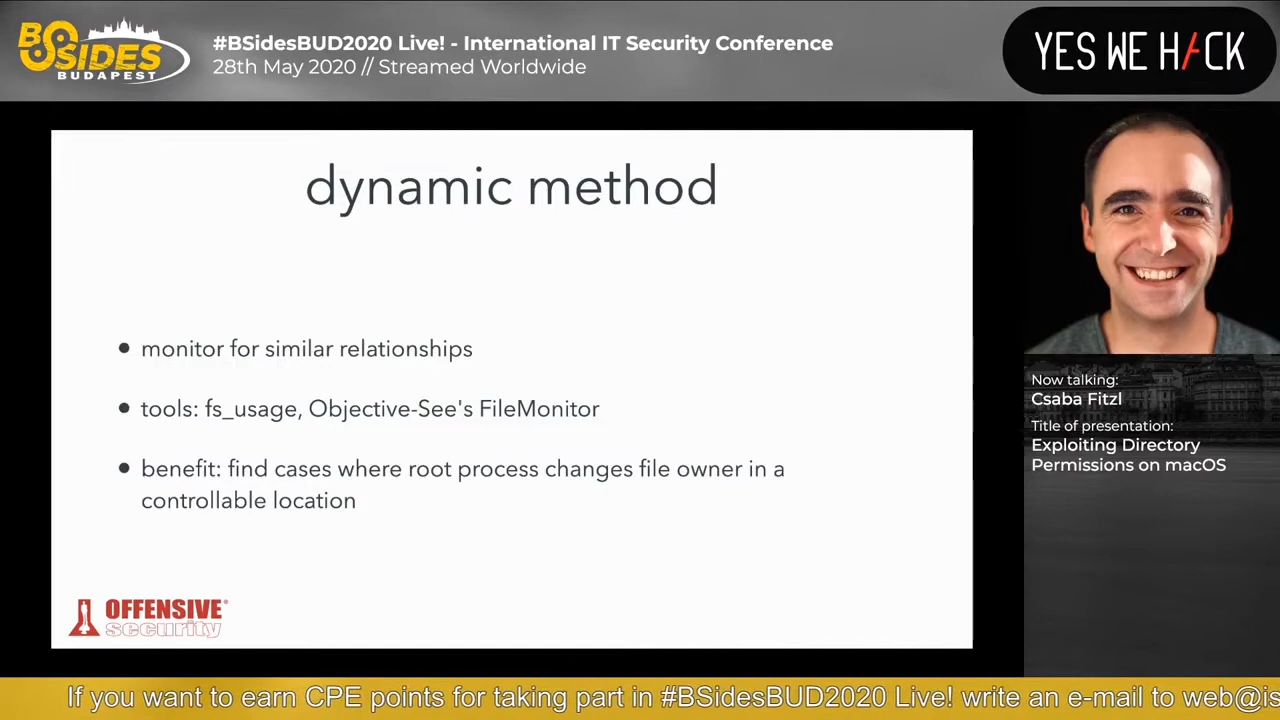 BSIDES
BUDAPEST
#BSidesBUD2020 Live! - International IT Security Conference
28th May 2020 // Streamed Worldwide
YES WE H/CK
dynamic method
• monitor for similar relationships
• tools: fs_usage, Objective-See's FileMonitor
• benefit: find cases where root process changes file owner in a
controllable location
OFFENSIVE®
security
Now talking:
Csaba Fitzl
Title of presentation:
Exploiting Directory
Permissions on macOS
If you want to earn CPE points for taking part in #BSidesBUD2020 Live! write an e-mail to web@is